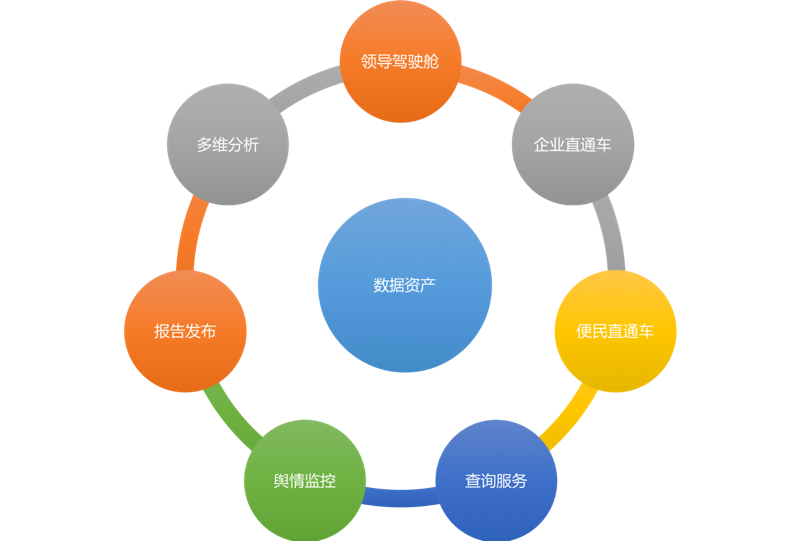 领导驾驶舱
多维分析
企业直通车
数据资产
报告发布
便民直通车
舆情监控
查询服务